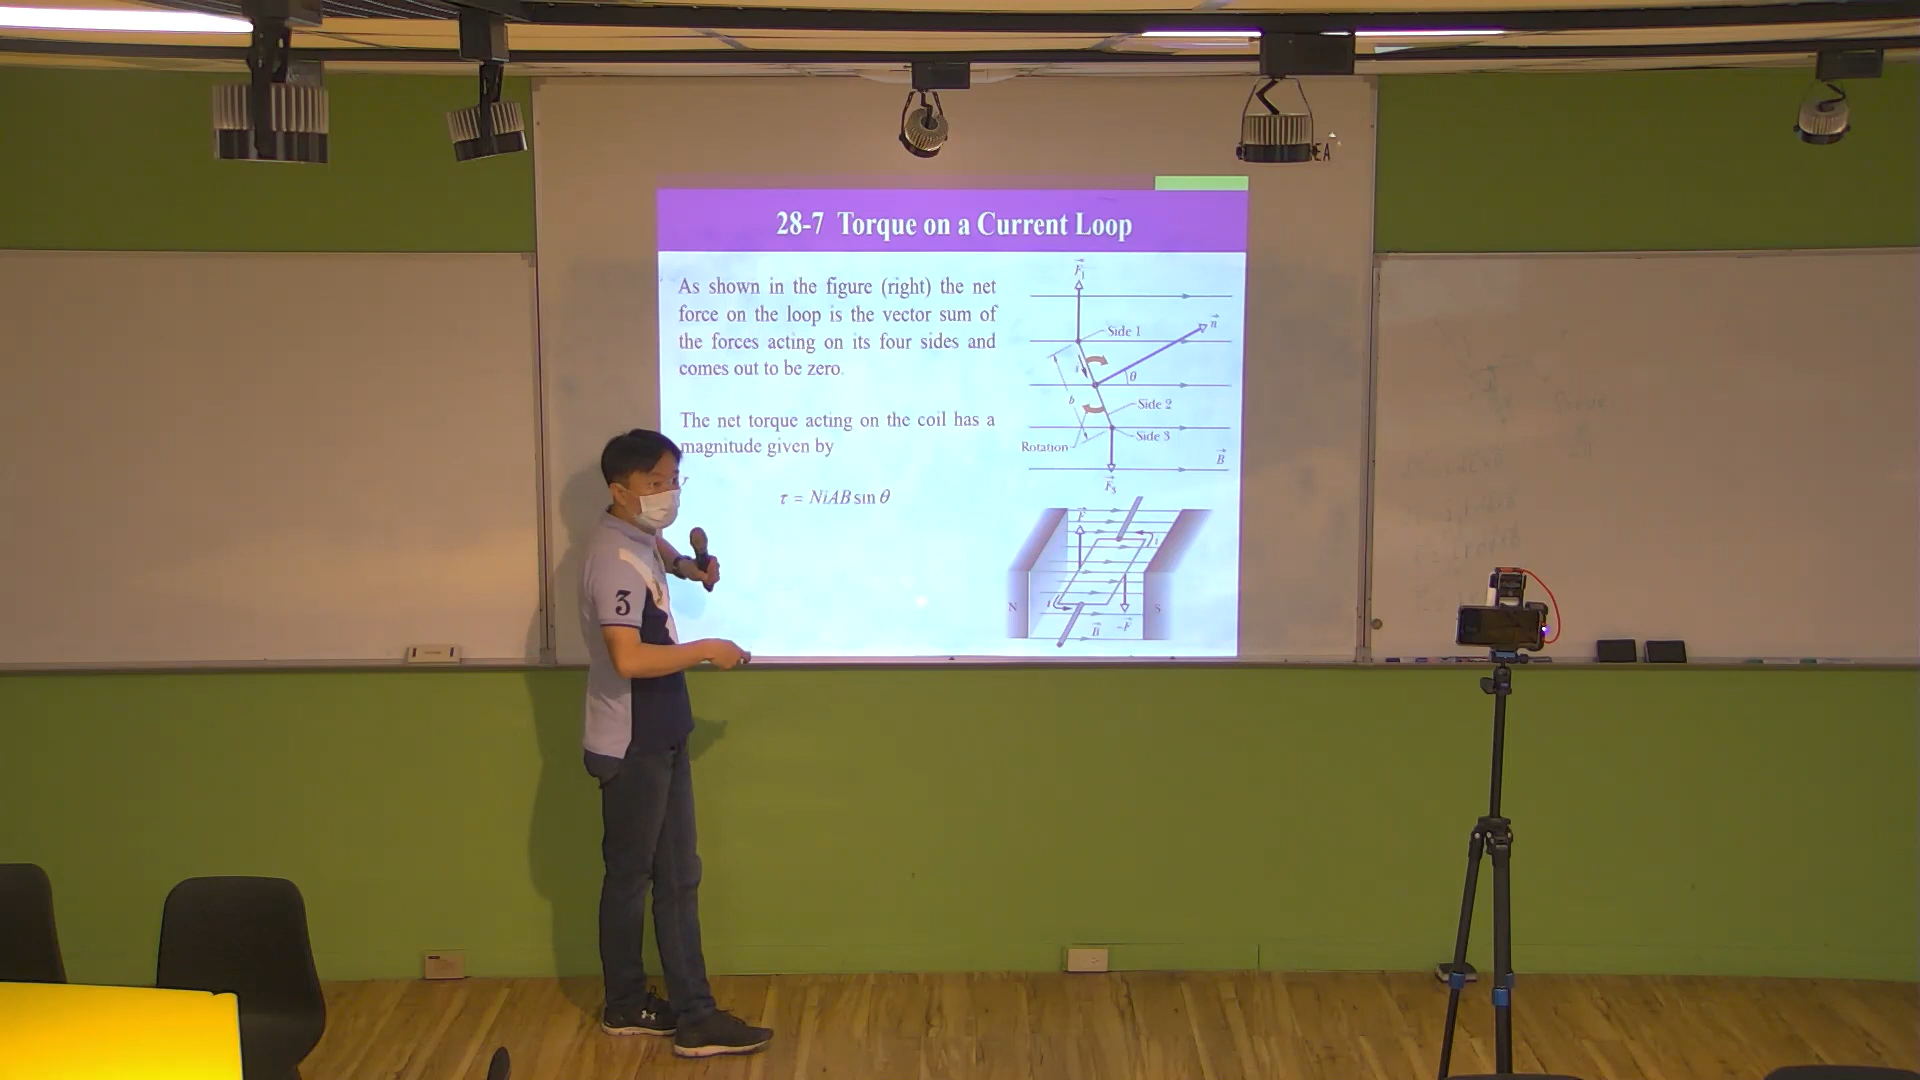 EA
28-7 Torque on a Current Loop
As shown in the figure (right) the net
force on the loop is the vector sum of
the forces acting on its four sides and
comes out to be zero.
The net torque acting on the coil has a
magnitude given by
τ = NiAB sin θ
F₁
Side 1
n
i
θ
b
Side 2
Side 3
Rotation
B
F₃
F
i
N
i
S
B
-F
3